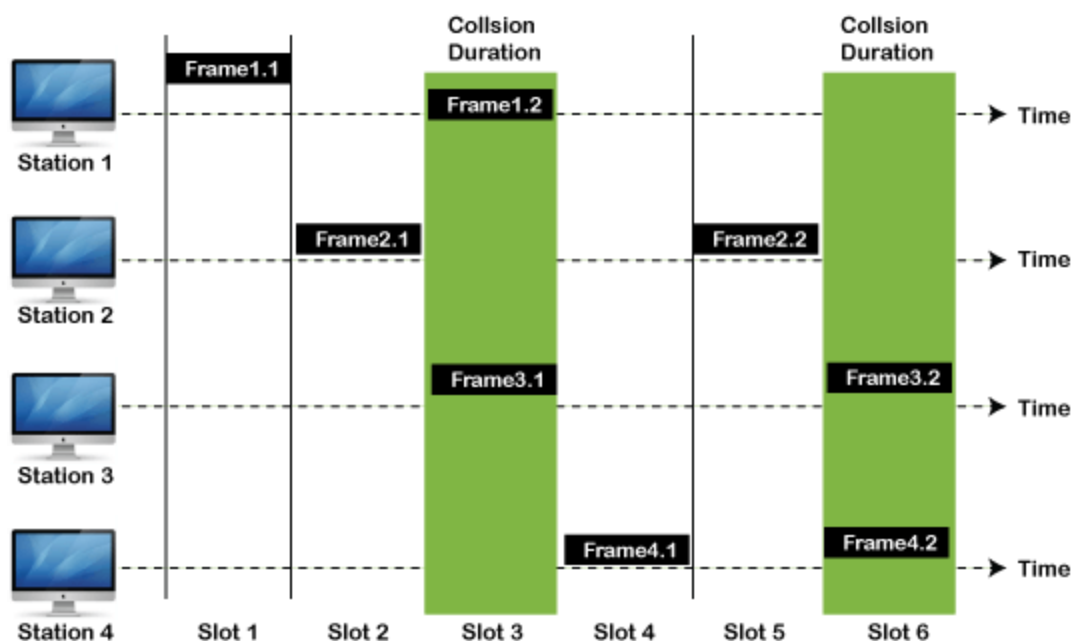 Collsion
Duration
Collsion
Duration
Frame1.1
Frame1.2
Time
Station 1
Frame2.1
Frame2.2
Time
Station 2
Frame3.1
Frame3.2
Time
Station 3
Frame4.1
Frame4.2
Time
Station 4
Slot 1
Slot 2
Slot 3
Slot 4
Slot 5
Slot 6